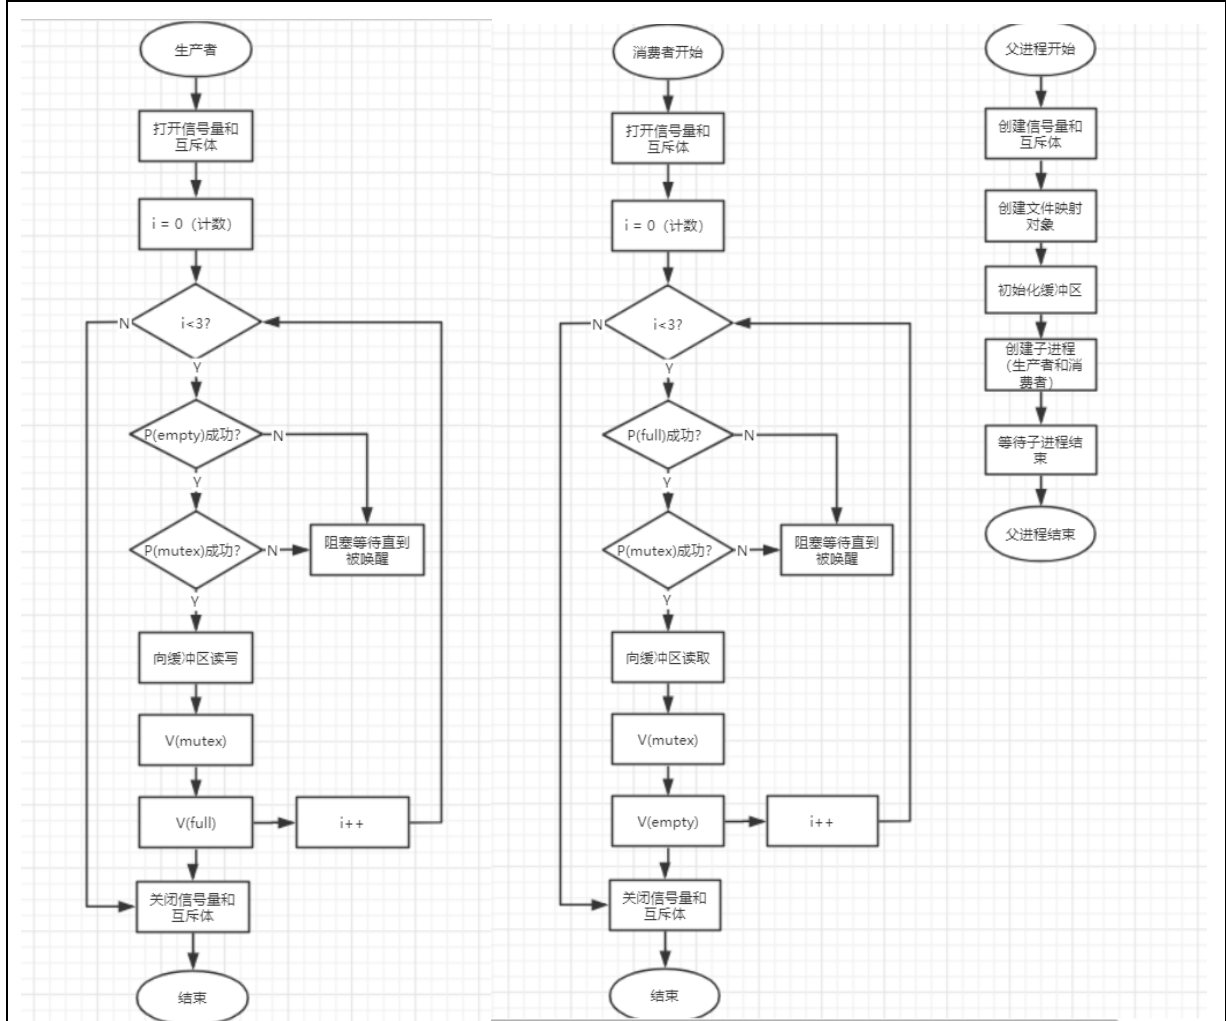 生产者
打开信号量和
互斥体
i = 0（计数）
i<3?
N
Y
P(empty)成功?
N
Y
P(mutex)成功?
N
阻塞等待直到
被唤醒
Y
向缓冲区读写
V(mutex)
V(full)
i++
关闭信号量和
互斥体
结束
消费者开始
打开信号量和
互斥体
i = 0（计数）
i<3?
N
Y
P(full)成功?
N
Y
P(mutex)成功?
N
阻塞等待直到
被唤醒
Y
向缓冲区读取
V(mutex)
V(empty)
i++
关闭信号量和
互斥体
结束
父进程开始
创建信号量和
互斥体
创建文件映射
对象
初始化缓冲区
创建子进程
（生产者和消
费者）
等待子进程结
束
父进程结束